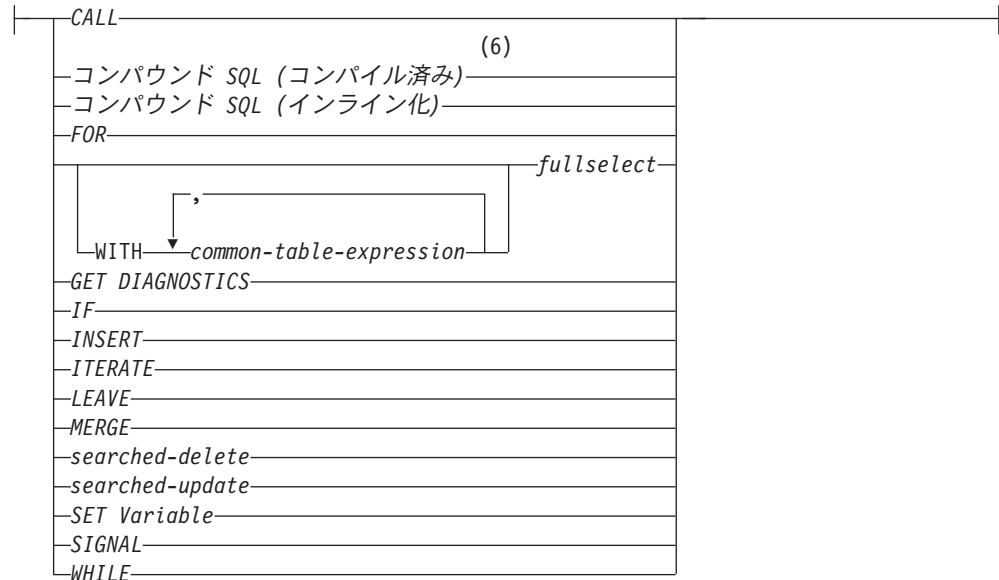 CALL
(6)
コンパウンド SQL (コンパイル済み)
コンパウンド SQL (インライン化)
FOR
fullselect
,
WITH common-table-expression
GET DIAGNOSTICS
IF
INSERT
ITERATE
LEAVE
MERGE
searched-delete
searched-update
SET Variable
SIGNAL
WHILE